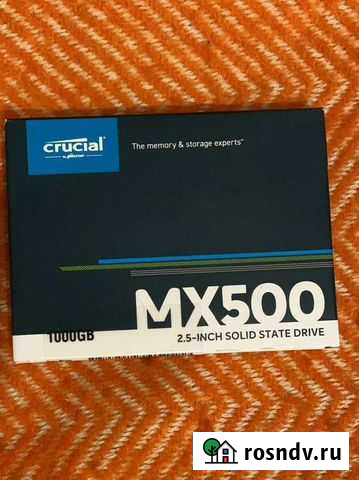 crucial
by Micron
The memory & storage experts™
MX500
1000GB
2.5-INCH SOLID STATE DRIVE
rosndv.ru